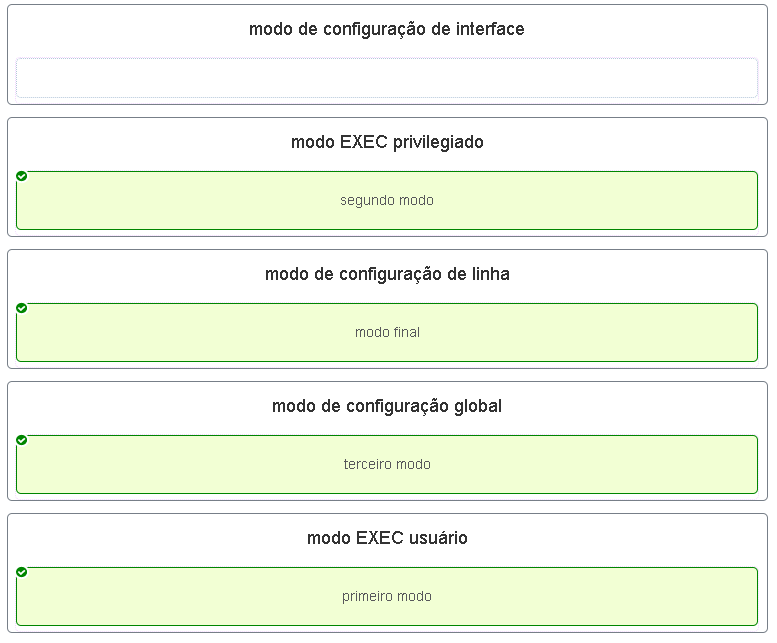 modo de configuração de interface
modo EXEC privilegiado
segundo modo
modo de configuração de linha
modo final
modo de configuração global
terceiro modo
modo EXEC usuário
primeiro modo